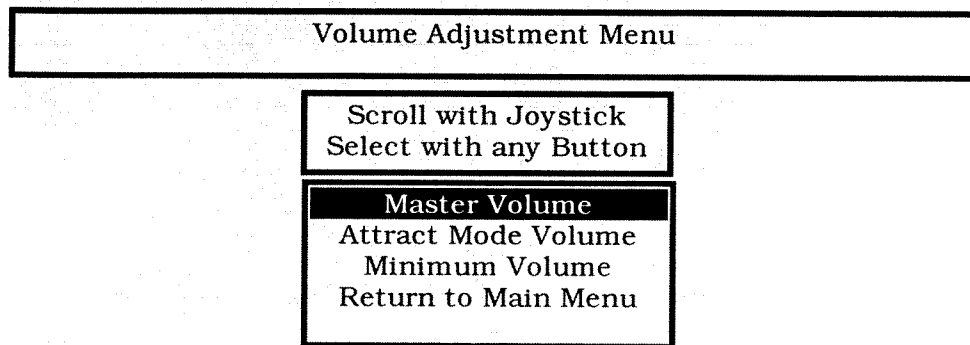 Volume Adjustment Menu
Scroll with Joystick
Select with any Button
Master Volume
Attract Mode Volume
Minimum Volume
Return to Main Menu